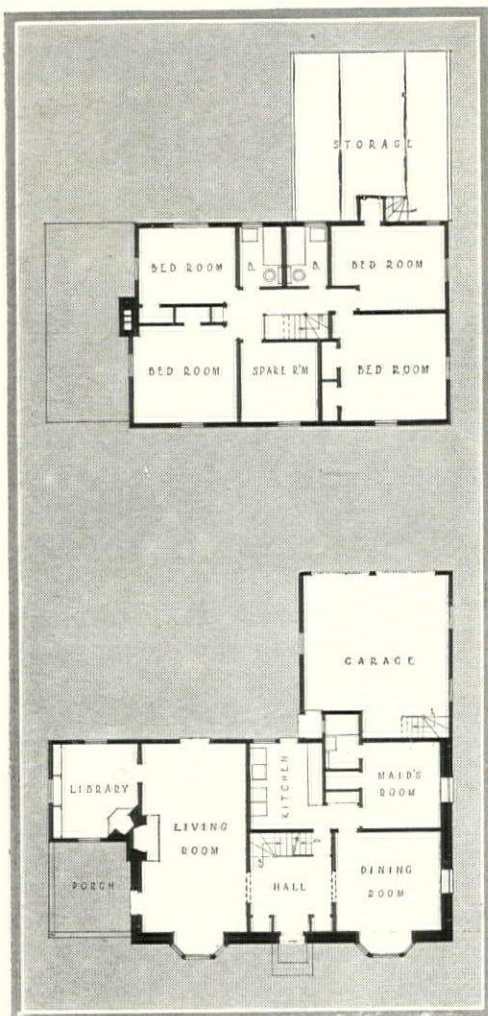 STORAGE
BED ROOM
B.
B.
BED ROOM
BED ROOM
SPARE R'M
BED ROOM
GARAGE
LIBRARY
KITCHEN
MAID'S
ROOM
LIVING
ROOM
PORCH
HALL
DINING
ROOM